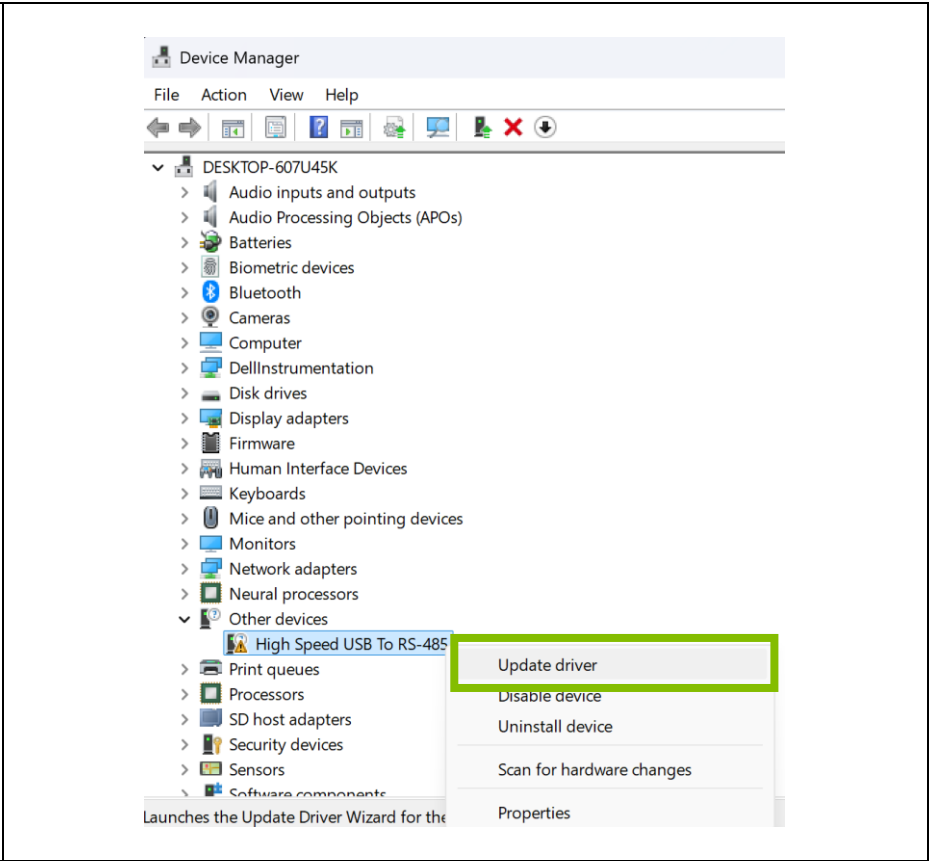 Device Manager
File Action View Help
DESKTOP-607U45K
Audio inputs and outputs
Audio Processing Objects (APOs)
Batteries
Biometric devices
Bluetooth
Cameras
Computer
DellInstrumentation
Disk drives
Display adapters
Firmware
Human Interface Devices
Keyboards
Mice and other pointing devices
Monitors
Network adapters
Neural processors
Other devices
High Speed USB To RS-485
Print queues
Processors
SD host adapters
Security devices
Sensors
Software components
Update driver
Disable device
Uninstall device
Scan for hardware changes
Properties
Launches the Update Driver Wizard for the